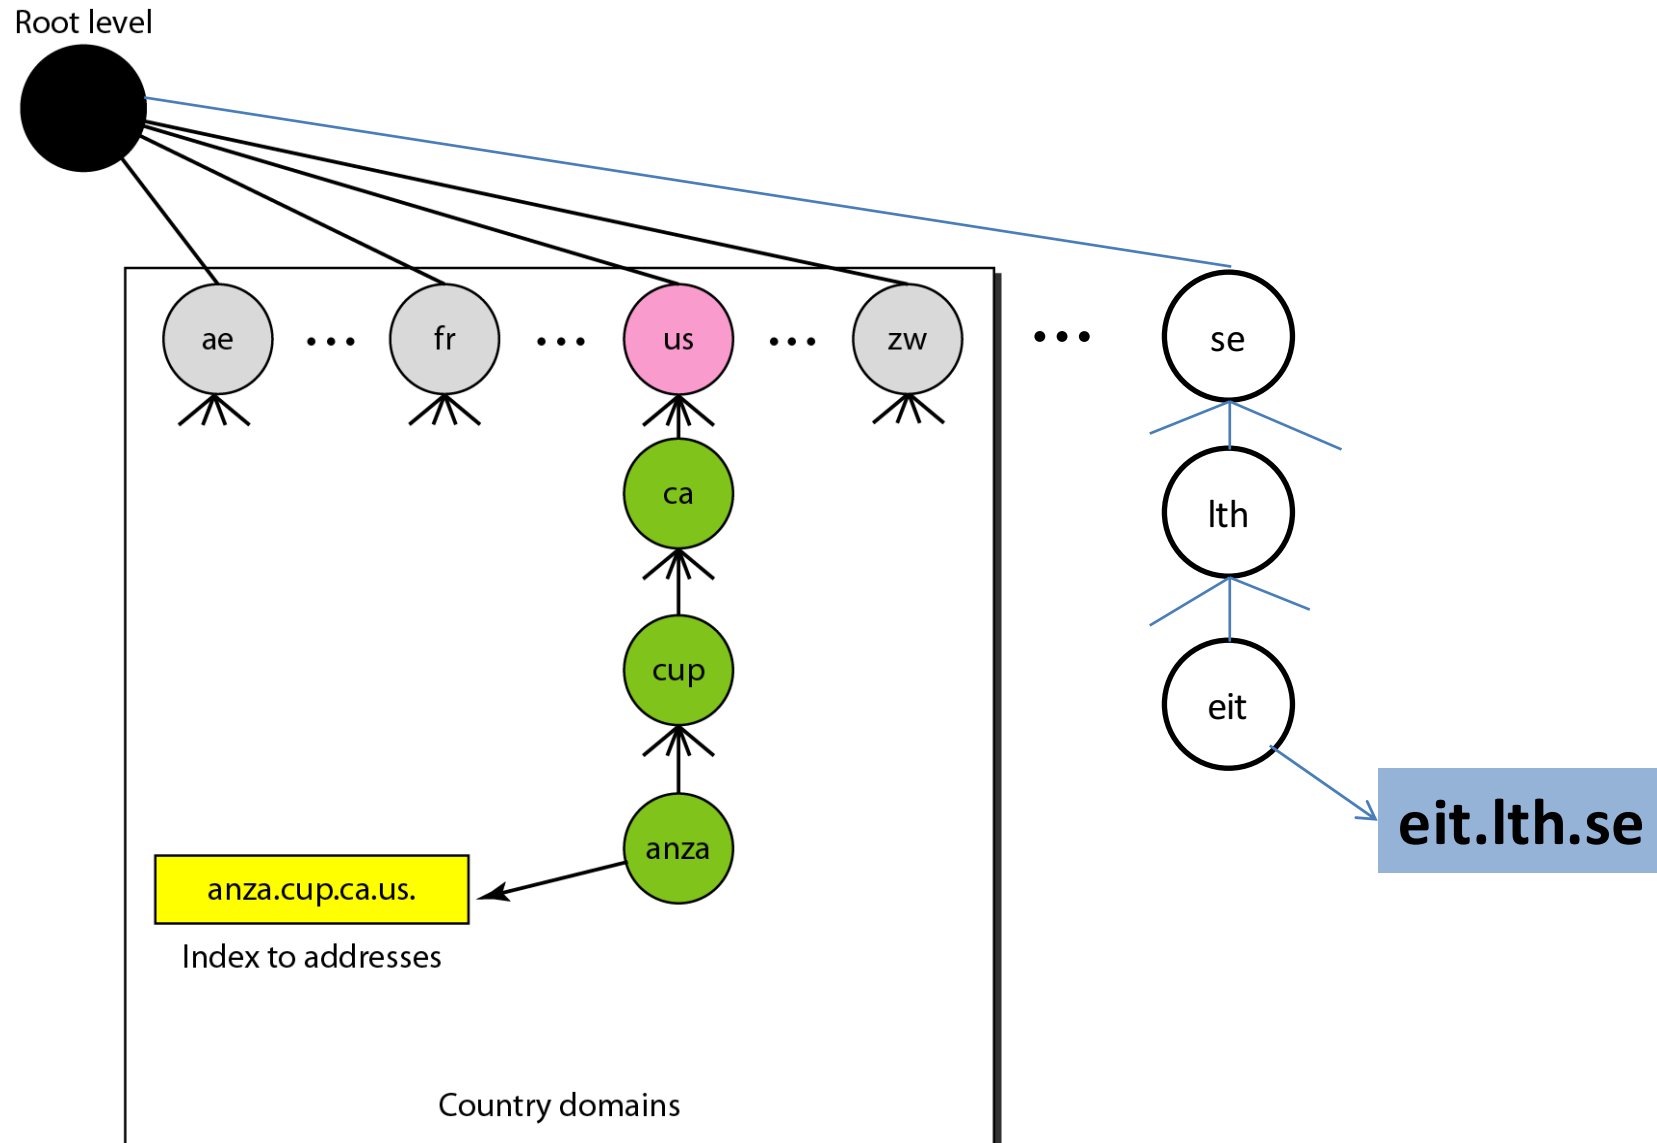 Root level
ae ... fr ... us ... zw ... se
ca
lth
cup
eit
anza
eit.lth.se
anza.cup.ca.us.
Index to addresses
Country domains